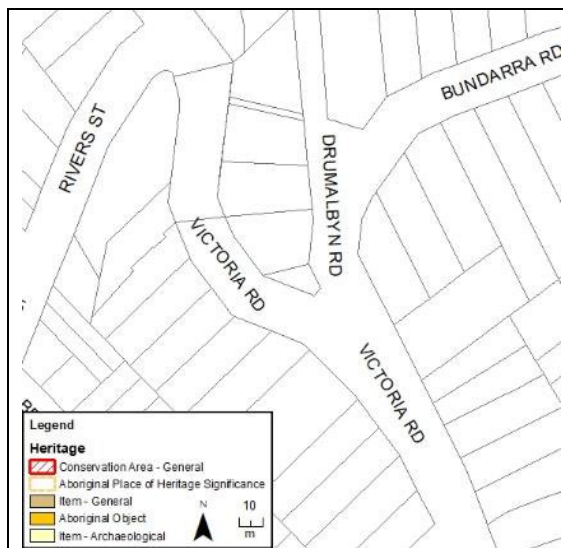 BUNDARRA RD
RIVERS ST
DRUMALBYN RD
VICTORIA RD
VICTORIA RD
Legend
Heritage
Conservation Area - General
Aboriginal Place of Heritage Significance
Item - General
Aboriginal Object
Item - Archaeological
N
10
m